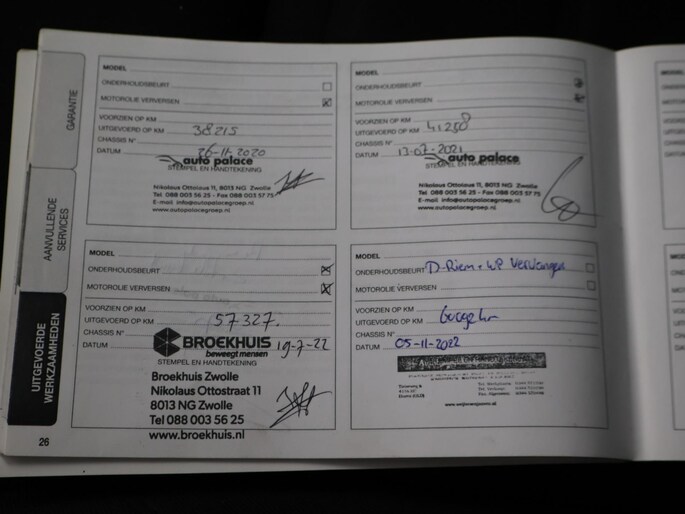 GARANTIE
AANVULLENDE
SERVICES
UITGEVOERDE
WERKZAAMHEDEN
MODEL
ONDERHOUDSBEURT
MOTOROLIE VERVERSEN
VOORZIEN OP KM
UITGEVOERD OP KM 38215
CHASSIS N°
DATUM 26-11-2020
auto palace
STEMPEL EN HANDTEKENING
Nikolaus Ottolaus 11, 8013 NG Zwolle
Tel 088 003 56 25 - Fax 088 003 57 75
E-mail info@autopalacegroep.nl
www.autopalacegroep.nl
MODEL
ONDERHOUDSBEURT
MOTOROLIE VERVERSEN
VOORZIEN OP KM
UITGEVOERD OP KM 41258
CHASSIS N°
DATUM 13-07-2021
auto palace
STEMPEL EN HANDTEKENING
Nikolaus Ottolaus 11, 8013 NG Zwolle
Tel 088 003 56 25 - Fax 088 003 57 75
E-mail info@autopalacegroep.nl
www.autopalacegroep.nl
MODEL
ONDERHOUDSBEURT
MOTOROLIE VERVERSEN
VOORZIEN OP KM
UITGEVOERD OP KM 57327.
CHASSIS N°
DATUM 19-7-22
BROEKHUIS
beweegt mensen
STEMPEL EN HANDTEKENING
Broekhuis Zwolle
Nikolaus Ottostraat 11
8013 NG Zwolle
Tel 088 003 56 25
www.broekhuis.nl
MODEL
ONDERHOUDSBEURT D-Riem + WP Vervangen
MOTOROLIE VERVERSEN
VOORZIEN OP KM
UITGEVOERD OP KM
CHASSIS N°
DATUM 05-11-2022
26